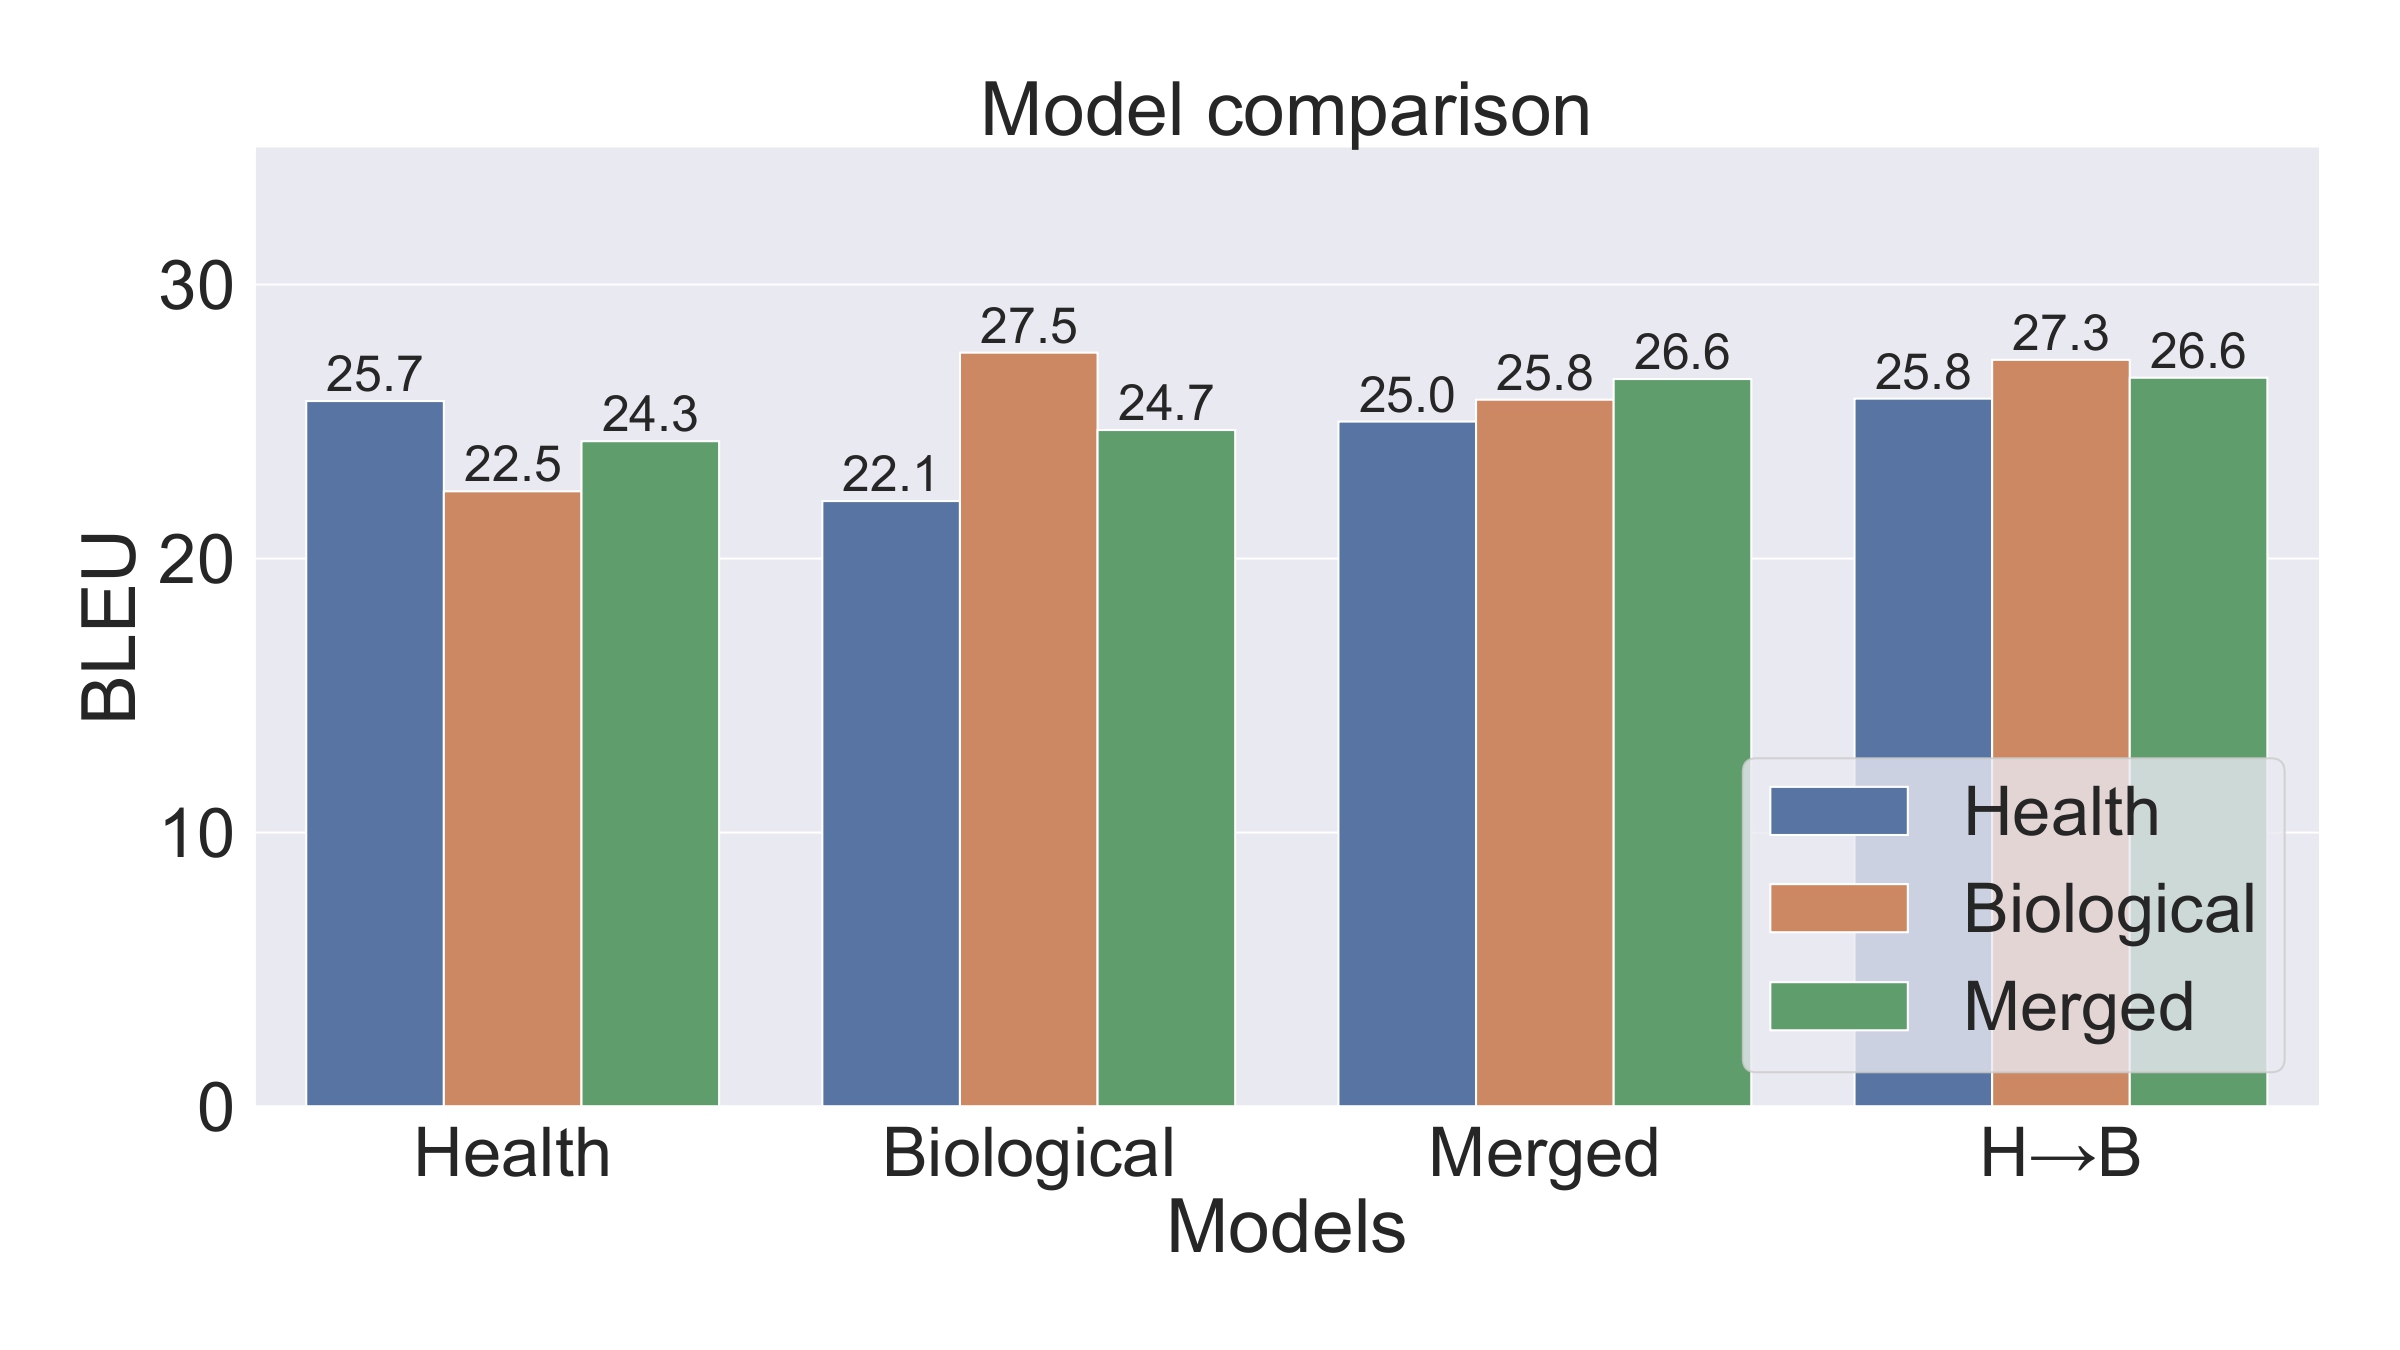 Model comparison
30
20
10
0
BLEU
25.7
22.5
24.3
22.1
27.5
24.7
25.0
25.8
26.6
25.8
27.3
26.6
Health
Biological
Merged
Health
Biological
Merged
H→B
Models